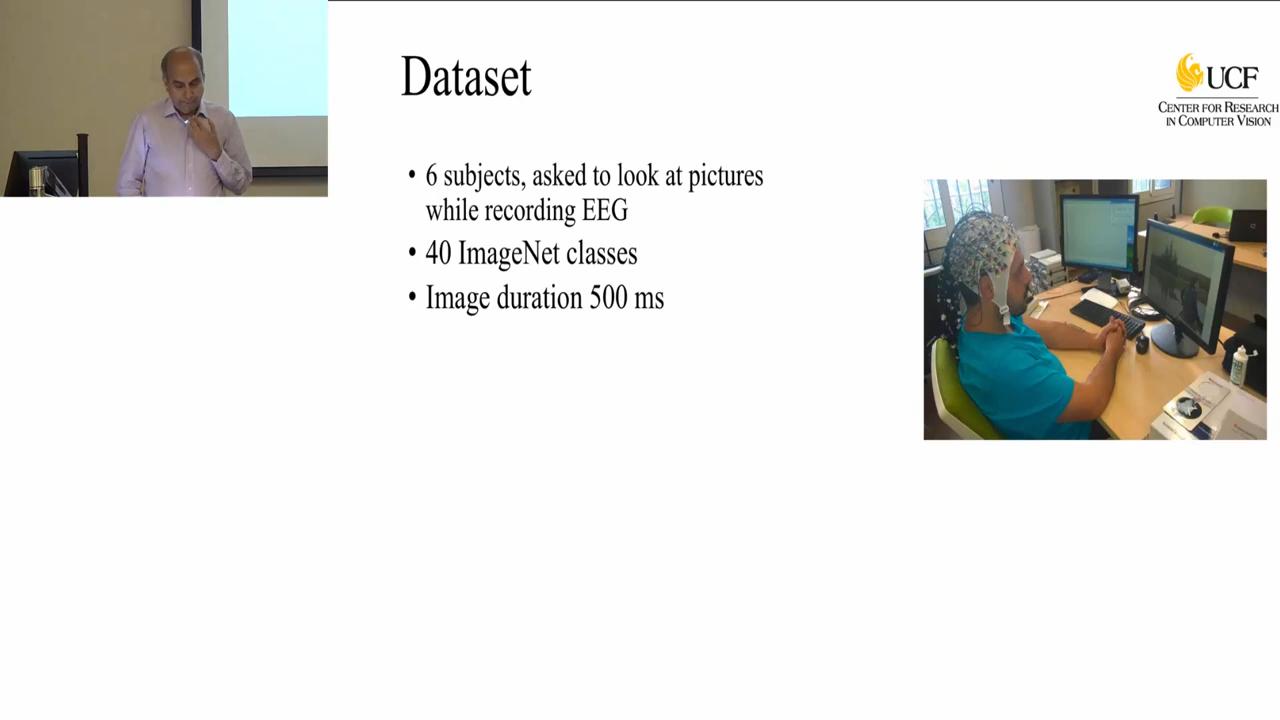 Dataset
UCF
CENTER FOR RESEARCH
IN COMPUTER VISION
• 6 subjects, asked to look at pictures
while recording EEG
• 40 ImageNet classes
• Image duration 500 ms